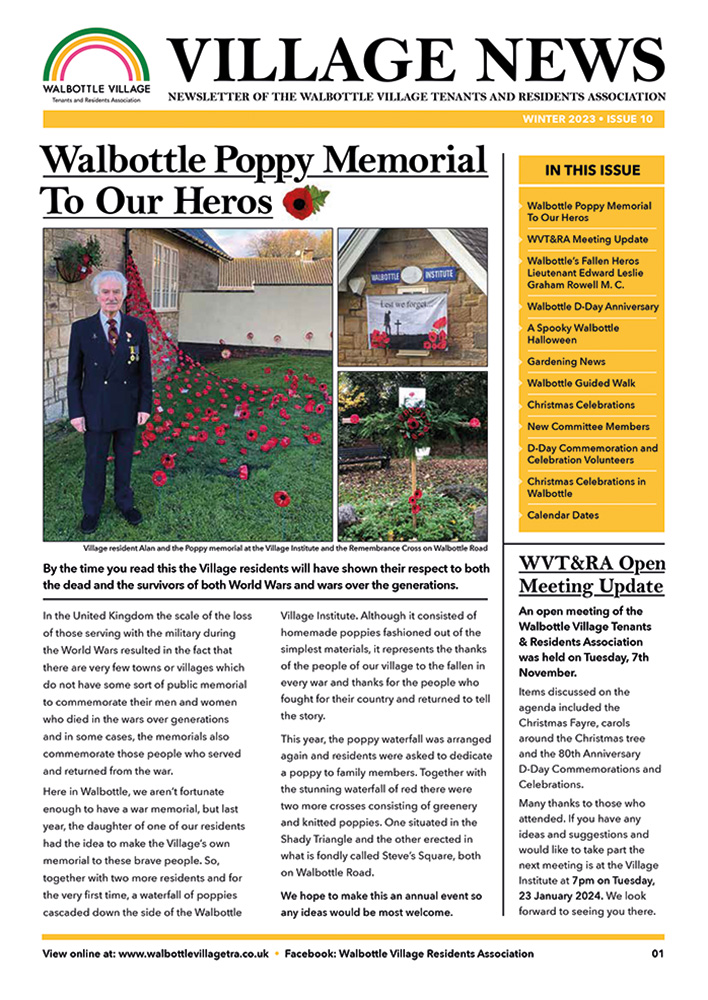 WALBOTTLE VILLAGE
Tenants and Residents Association
VILLAGE NEWS
NEWSLETTER OF THE WALBOTTLE VILLAGE TENANTS AND RESIDENTS ASSOCIATION
WINTER 2023 • ISSUE 10
Walbottle Poppy Memorial
To Our Heros
WALBOTTLE INSTITUTE
Lest we forget...
Village resident Alan and the Poppy memorial at the Village Institute and the Remembrance Cross on Walbottle Road
By the time you read this the Village residents will have shown their respect to both
the dead and the survivors of both World Wars and wars over the generations.
In the United Kingdom the scale of the loss
of those serving with the military during
the World Wars resulted in the fact that
there are very few towns or villages which
do not have some sort of public memorial
to commemorate their men and women
who died in the wars over generations
and in some cases, the memorials also
commemorate those people who served
and returned from the war.
Here in Walbottle, we aren't fortunate
enough to have a war memorial, but last
year, the daughter of one of our residents
had the idea to make the Village's own
memorial to these brave people. So,
together with two more residents and for
the very first time, a waterfall of poppies
cascaded down the side of the Walbottle
Village Institute. Although it consisted of
homemade poppies fashioned out of the
simplest materials, it represents the thanks
of the people of our village to the fallen in
every war and thanks for the people who
fought for their country and returned to tell
the story.
This year, the poppy waterfall was arranged
again and residents were asked to dedicate
a poppy to family members. Together with
the stunning waterfall of red there were
two more crosses consisting of greenery
and knitted poppies. One situated in the
Shady Triangle and the other erected in
what is fondly called Steve's Square, both
on Walbottle Road.
We hope to make this an annual event so
any ideas would be most welcome.
IN THIS ISSUE
Walbottle Poppy Memorial
To Our Heros
WVT&RA Meeting Update
Walbottle's Fallen Heros
Lieutenant Edward Leslie
Graham Rowell M. C.
Walbottle D-Day Anniversary
A Spooky Walbottle
Halloween
Gardening News
Walbottle Guided Walk
Christmas Celebrations
New Committee Members
D-Day Commemoration and
Celebration Volunteers
Christmas Celebrations in
Walbottle
Calendar Dates
WVT&RA Open
Meeting Update
An open meeting of the
Walbottle Village Tenants
& Residents Association
was held on Tuesday, 7th
November.
Items discussed on the
agenda included the
Christmas Fayre, carols
around the Christmas tree
and the 80th Anniversary
D-Day Commemorations and
Celebrations.
Many thanks to those who
attended. If you have any
ideas and suggestions and
would like to take part the
next meeting is at the Village
Institute at 7pm on Tuesday,
23 January 2024. We look
forward to seeing you there.
View online at: www.walbottlevillagetra.co.uk • Facebook: Walbottle Village Residents Association
01